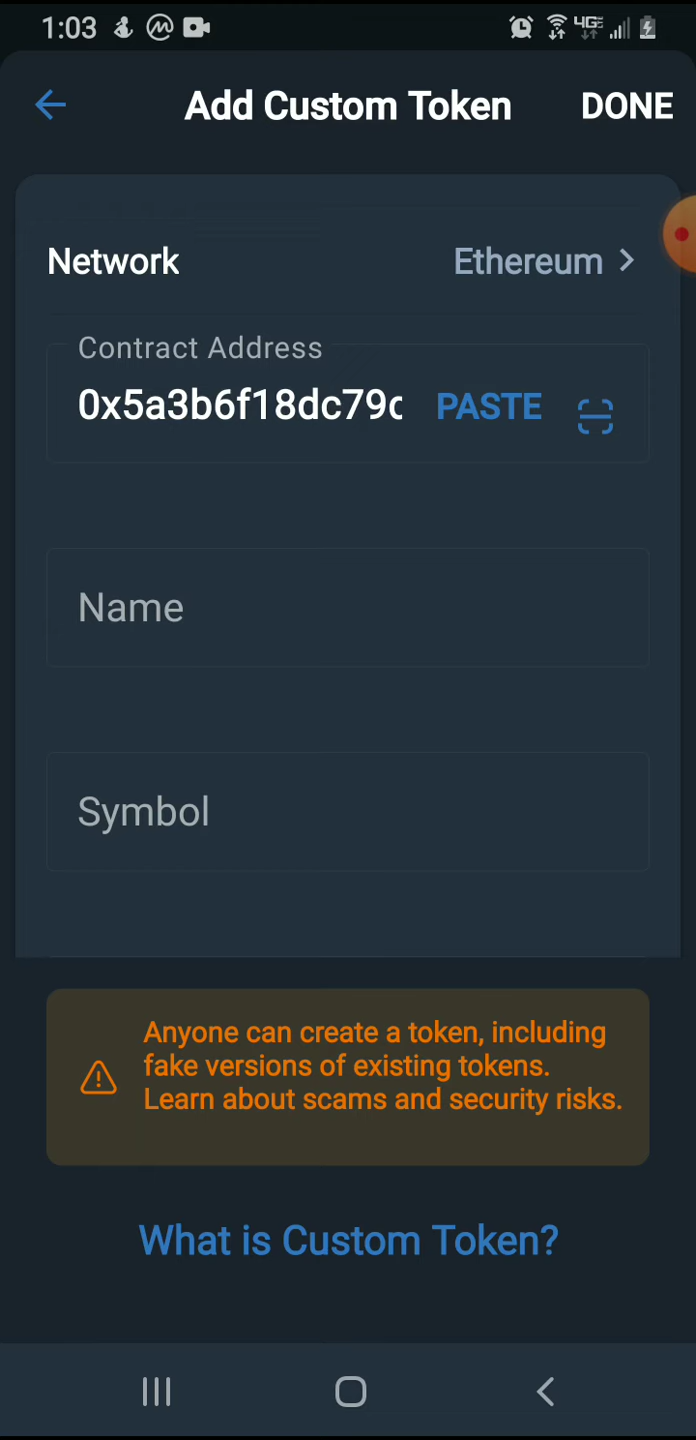 1:03 4GE
Add Custom Token DONE
Network Ethereum
Contract Address
0x5a3b6f18dc79c PASTE
Name
Symbol
Anyone can create a token, including
fake versions of existing tokens.
Learn about scams and security risks.
What is Custom Token?